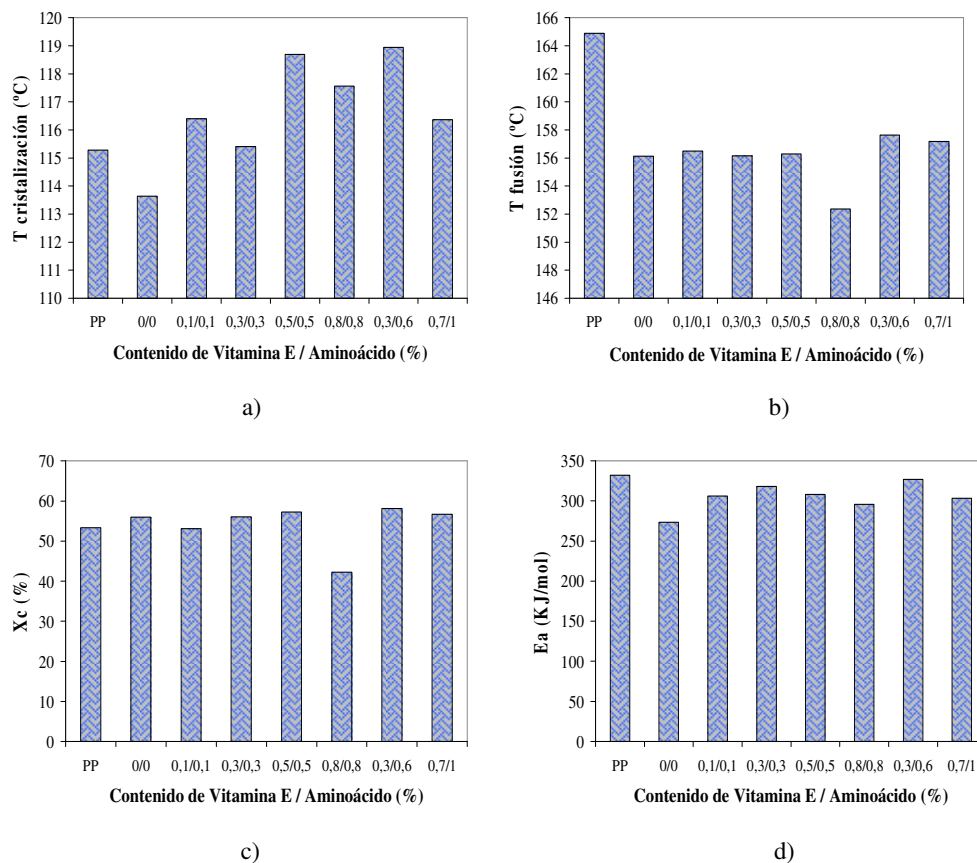 T cristalización (ºC)
120
119
118
117
116
115
114
113
112
111
110
PP 0/0 0,1/0,1 0,3/0,3 0,5/0,5 0,8/0,8 0,3/0,6 0,7/1
Contenido de Vitamina E / Aminoácido (%)
a)
T fusión (ºC)
166
164
162
160
158
156
154
152
150
148
146
PP 0/0 0,1/0,1 0,3/0,3 0,5/0,5 0,8/0,8 0,3/0,6 0,7/1
Contenido de Vitamina E / Aminoácido (%)
b)
Xc (%)
70
60
50
40
30
20
10
0
PP 0/0 0,1/0,1 0,3/0,3 0,5/0,5 0,8/0,8 0,3/0,6 0,7/1
Contenido de Vitamina E / Aminoácido (%)
c)
Ea (KJ/mol)
350
300
250
200
150
100
50
0
PP 0/0 0,1/0,1 0,3/0,3 0,5/0,5 0,8/0,8 0,3/0,6 0,7/1
Contenido de Vitamina E / Aminoácido (%)
d)